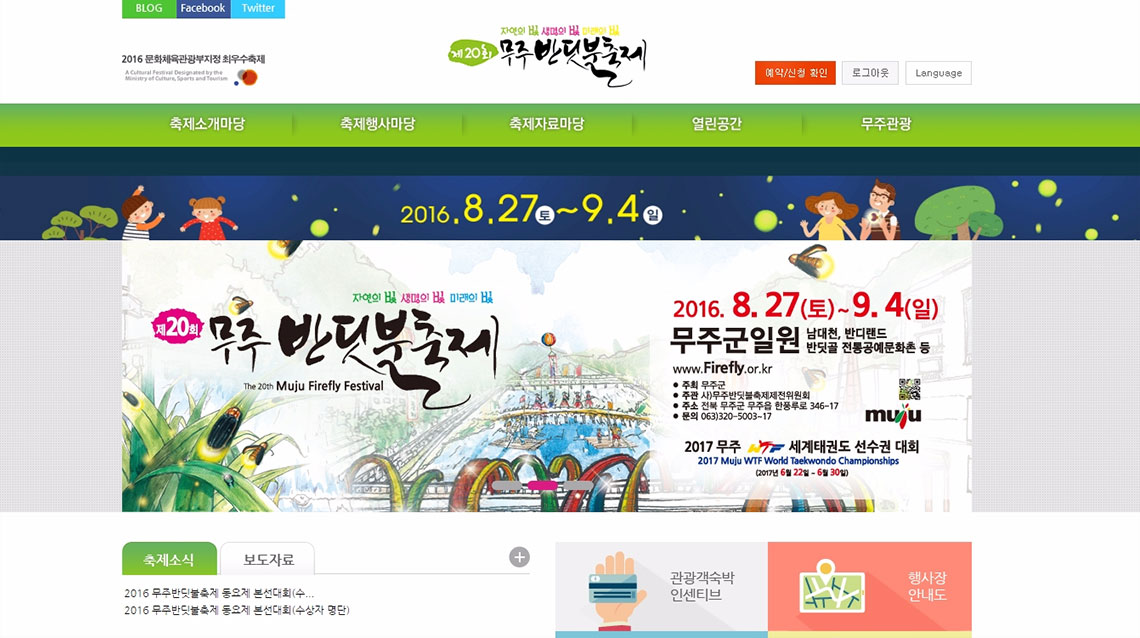 BLOG Facebook Twitter
2016 문화체육관광부지정 최우수축제
A Cultural Festival Designated by the
Ministry of Culture, Sports and Tourism
자연의 빛 생명의 빛 미래의 빛
제20회 무주 반딧불축제
예약/신청 확인 로그아웃 Language
축제소개마당 축제행사마당 축제자료마당 열린공간 무주관광
2016.8.27토~9.4일
자연의 빛 생명의 빛 미래의 빛
제20회 무주 반딧불축제
The 20th Muju Firefly Festival
2016. 8. 27(토)~9. 4(일)
무주군일원 남대천, 반디랜드
반딧골 전통공예문화촌 등
www.Firefly.or.kr
● 주최 무주군
● 주관 사)무주반딧불축제제전위원회
● 주소 전북 무주군 무주읍 한풍루로 346-17
● 문의 063)320-5003~17
muju
2017 무주 WTF 세계태권도 선수권 대회
2017 Muju WTF World Taekwondo Championships
(2017년 6월 22일 ~ 6월 30일)
축제소식 보도자료
2016 무주반딧불축제 동요제 본선대회(수...
2016 무주반딧불축제 동요제 본선대회(수상자 명단)
관광객숙박
인센티브
행사장
안내도